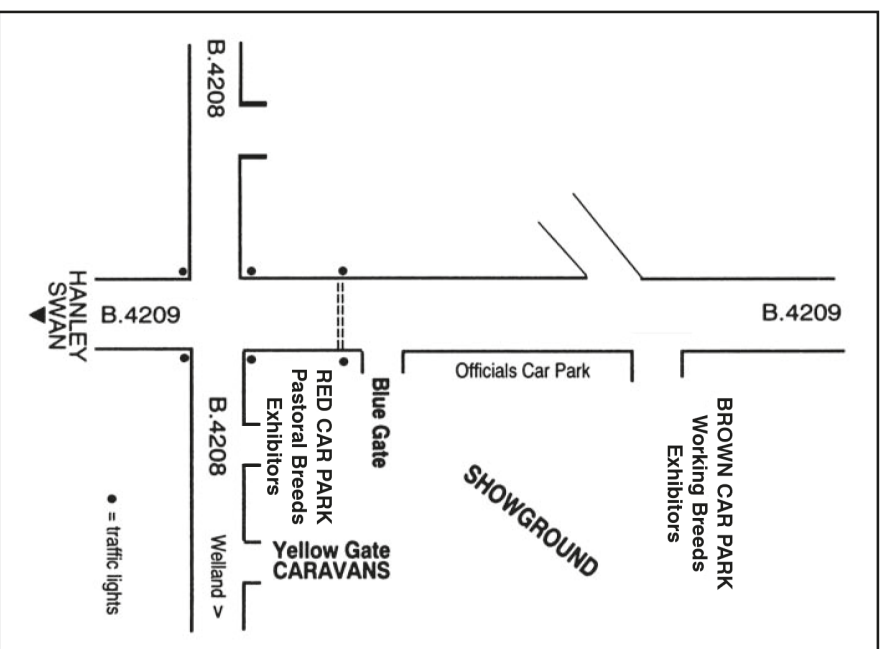 B.4208
HANLEY
SWAN
B.4209
B.4209
Officials Car Park
Blue Gate
RED CAR PARK
Pastoral Breeds
Exhibitors
B.4208
BROWN CAR PARK
Working Breeds
Exhibitors
SHOWGROUND
Yellow Gate
CARAVANS
Welland >
● = traffic lights